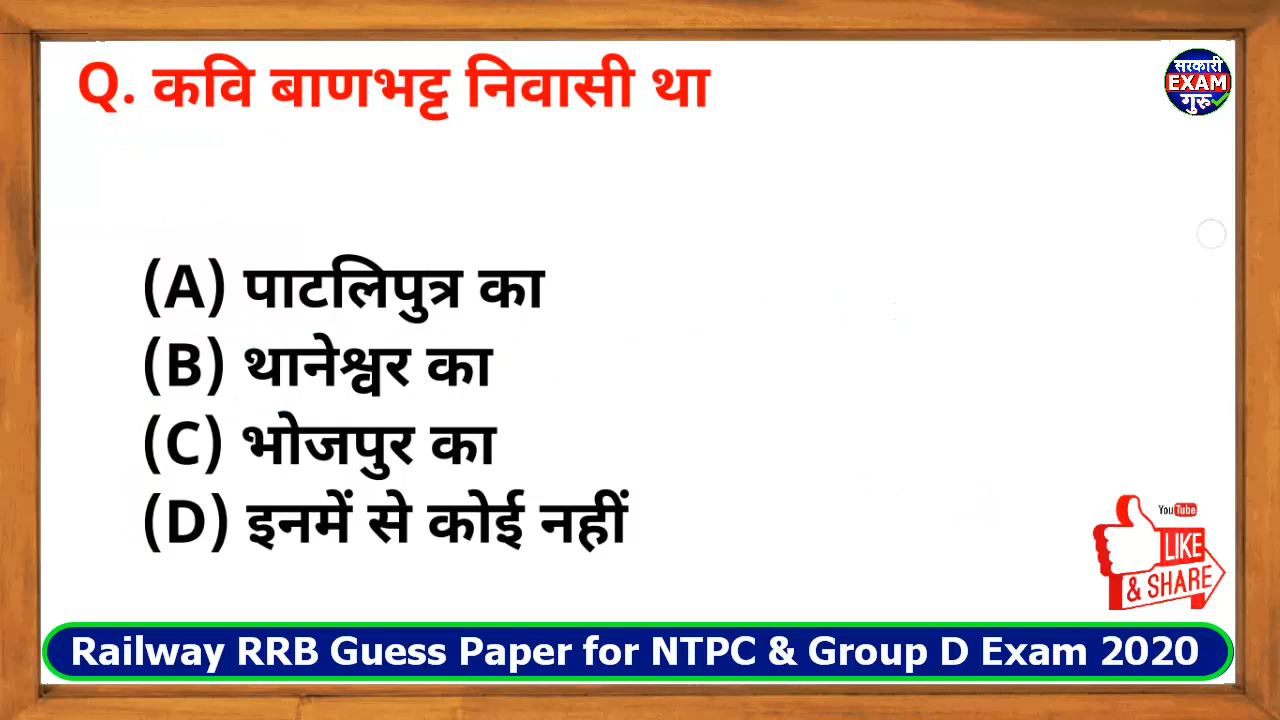 Q. कवि बाणभट्ट निवासी था
सरकारी
EXAM
गुरु
(A) पाटलिपुत्र का
(B) थानेश्वर का
(C) भोजपुर का
(D) इनमें से कोई नहीं
YouTube
LIKE
& SHARE
Railway RRB Guess Paper for NTPC & Group D Exam 2020